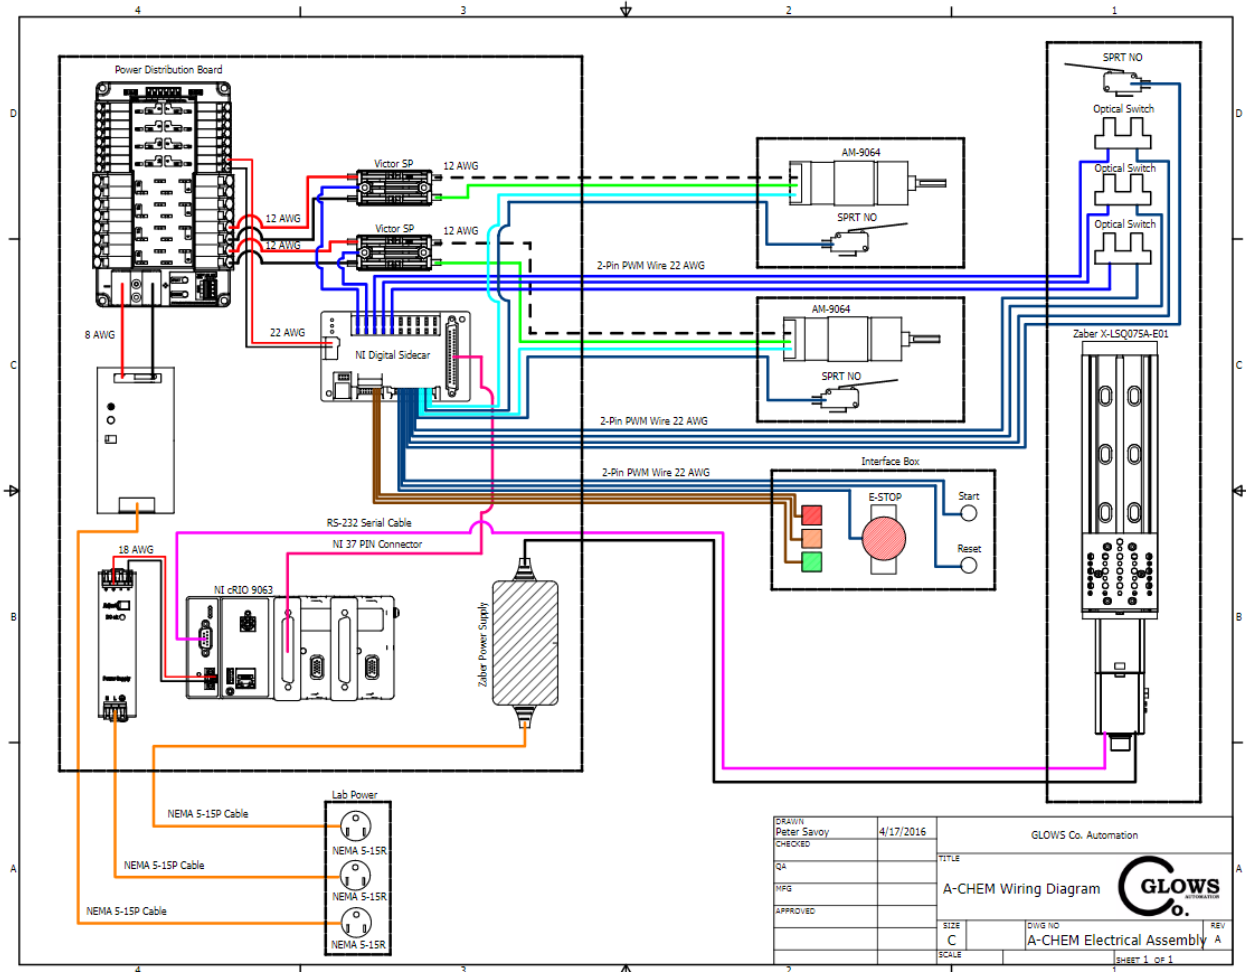 4 3 2 1
D D
C C
B B
A A
4 3 2 1
Power Distribution Board
SPRT NO
Optical Switch
Optical Switch
Optical Switch
Victor SP
12 AWG
AM-9064
SPRT NO
12 AWG
Victor SP
12 AWG
12 AWG
2-Pin PWM Wire 22 AWG
AM-9064
SPRT NO
8 AWG
22 AWG
NI Digital Sidecar
Zaber X-LSQ075A-E01
2-Pin PWM Wire 22 AWG
2-Pin PWM Wire 22 AWG
Interface Box
E-STOP
Start
Reset
RS-232 Serial Cable
NI 37 PIN Connector
18 AWG
NI cRIO 9063
Power Supply
N L
Zaber Power Supply
Lab Power
NEMA 5-15P Cable
NEMA 5-15R
NEMA 5-15P Cable
NEMA 5-15R
NEMA 5-15P Cable
NEMA 5-15R
DRAWN
Peter Savoy 4/17/2016
CHECKED
QA
MFG
APPROVED
GLOWS Co. Automation
TITLE
A-CHEM Wiring Diagram
GLOWS
AUTOMATION
Co.
SIZE
C
DWG NO
A-CHEM Electrical Assembly
REV
A
SCALE
SHEET 1 OF 1